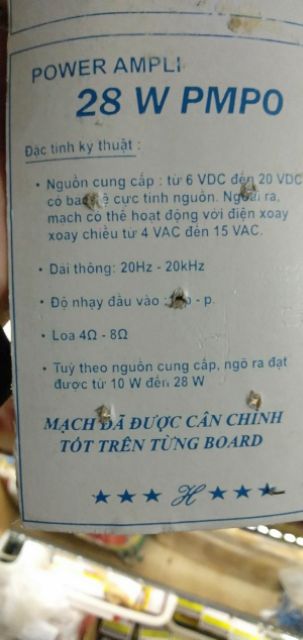 POWER AMPLI
28 W PMPO
Đặc tính kỹ thuật :
• Nguồn cung cấp : từ 6 VDC đến 20 VDC
có bảo vệ cực tính nguồn. Ngoài ra,
mạch có thể hoạt động với điện xoay
xoay chiều từ 4 VAC đến 15 VAC.
• Dải thông: 20Hz - 20kHz
• Độ nhạy đầu vào : p - p.
• Loa 4Ω - 8Ω
• Tuỳ theo nguồn cung cấp, ngõ ra đạt
được từ 10 W đến 28 W
MẠCH ĐÃ ĐƯỢC CÂN CHỈNH
TỐT TRÊN TỪNG BOARD
★ ★ ★ H ★ ★ ★